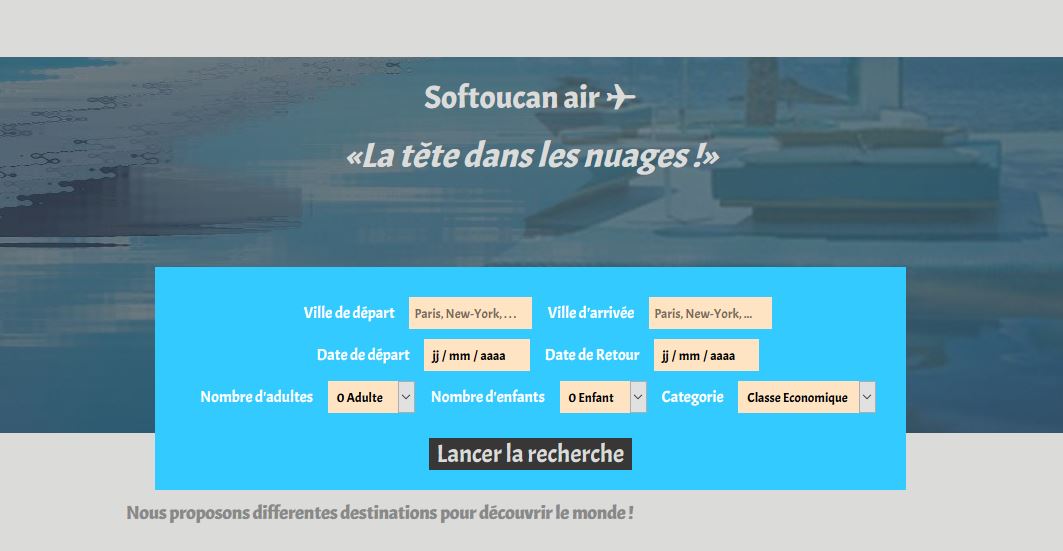 Softoucan air ✈
«La tĕte dans les nuages !»
Ville de départ Paris, New-York, . . . Ville d'arrivée Paris, New-York, ...
Date de départ jj / mm / aaaa Date de Retour jj / mm / aaaa
Nombre d'adultes 0 Adulte Nombre d'enfants 0 Enfant Categorie Classe Economique
Lancer la recherche
Nous proposons differentes destinations pour découvrir le monde !